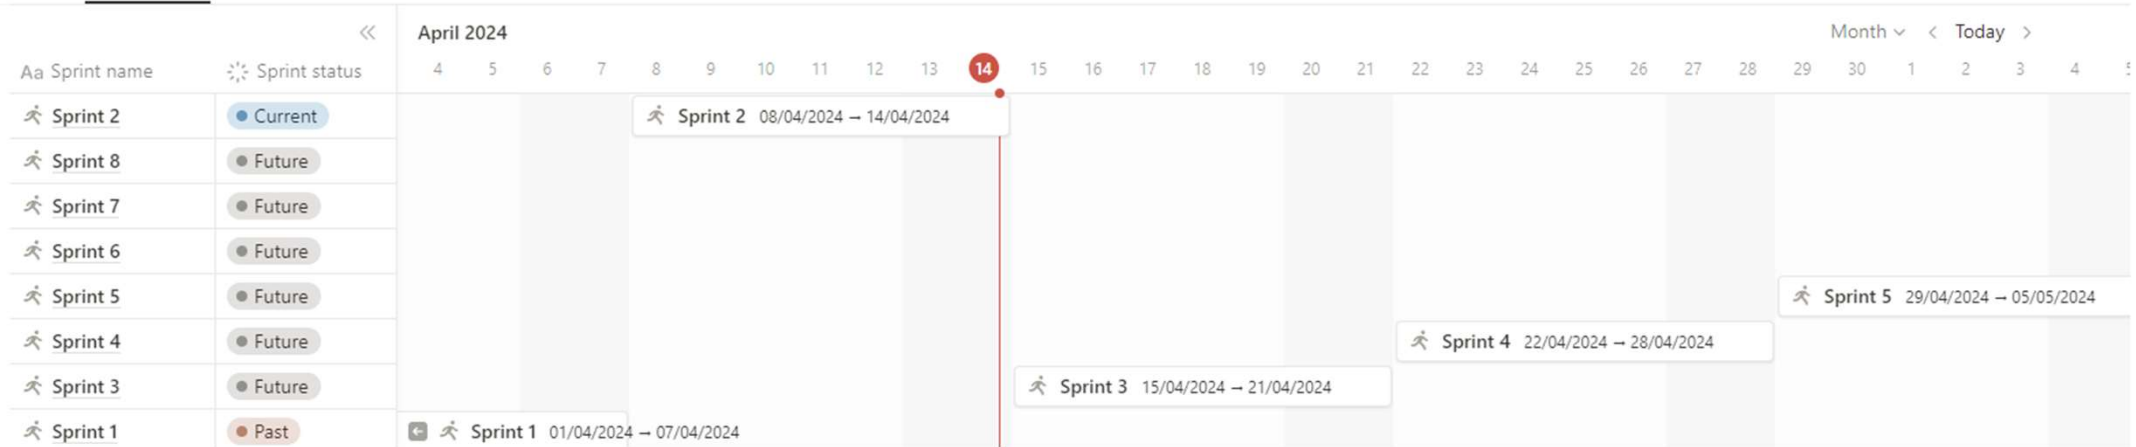 April 2024 Month Today
Aa Sprint name Sprint status 4 5 6 7 8 9 10 11 12 13 14 15 16 17 18 19 20 21 22 23 24 25 26 27 28 29 30 1 2 3 4 5
Sprint 2 Current Sprint 2 08/04/2024 → 14/04/2024
Sprint 8 Future
Sprint 7 Future
Sprint 6 Future
Sprint 5 Future Sprint 5 29/04/2024 → 05/05/2024
Sprint 4 Future Sprint 4 22/04/2024 → 28/04/2024
Sprint 3 Future Sprint 3 15/04/2024 → 21/04/2024
Sprint 1 Past Sprint 1 01/04/2024 → 07/04/2024